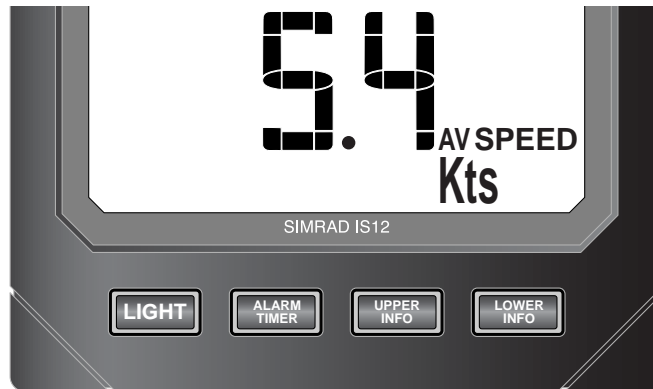 5.4
AV SPEED
Kts
SIMRAD IS12
LIGHT
ALARM
TIMER
UPPER
INFO
LOWER
INFO